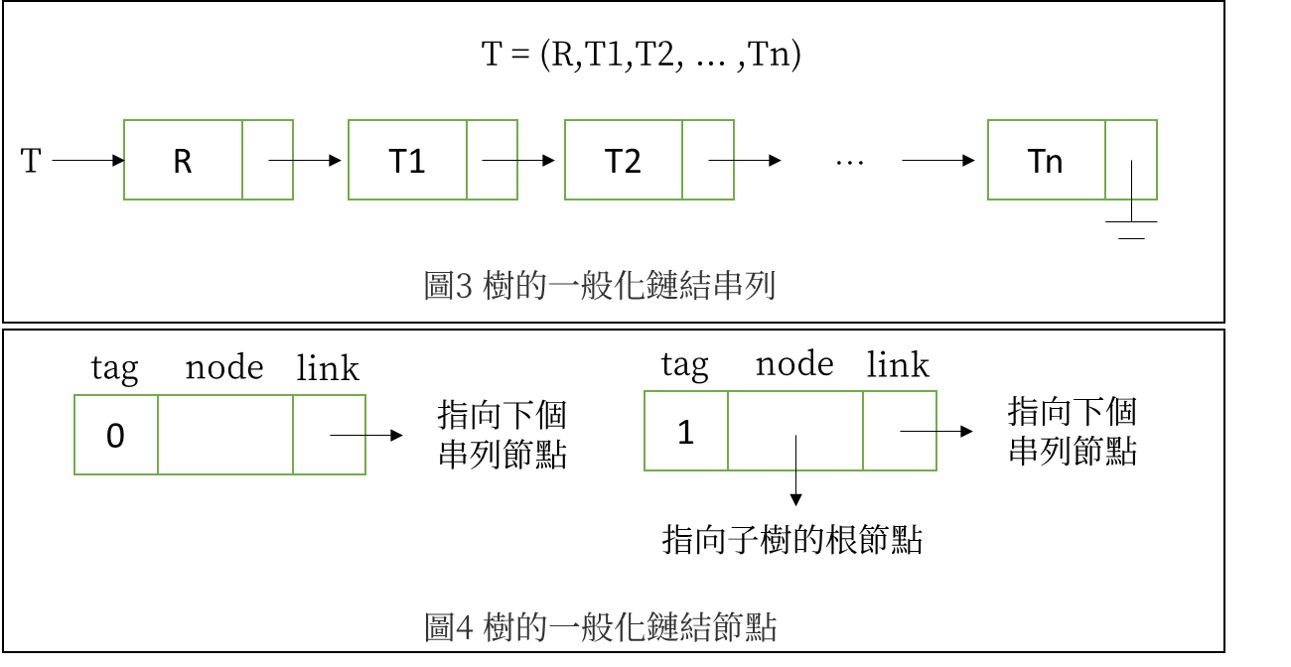 T = (R,T1,T2, … ,Tn)
T
R
T1
T2
…
Tn
圖3 樹的一般化鏈結串列
tag node link
0
指向下個
串列節點
tag node link
1
指向下個
串列節點
指向子樹的根節點
圖4 樹的一般化鏈結節點